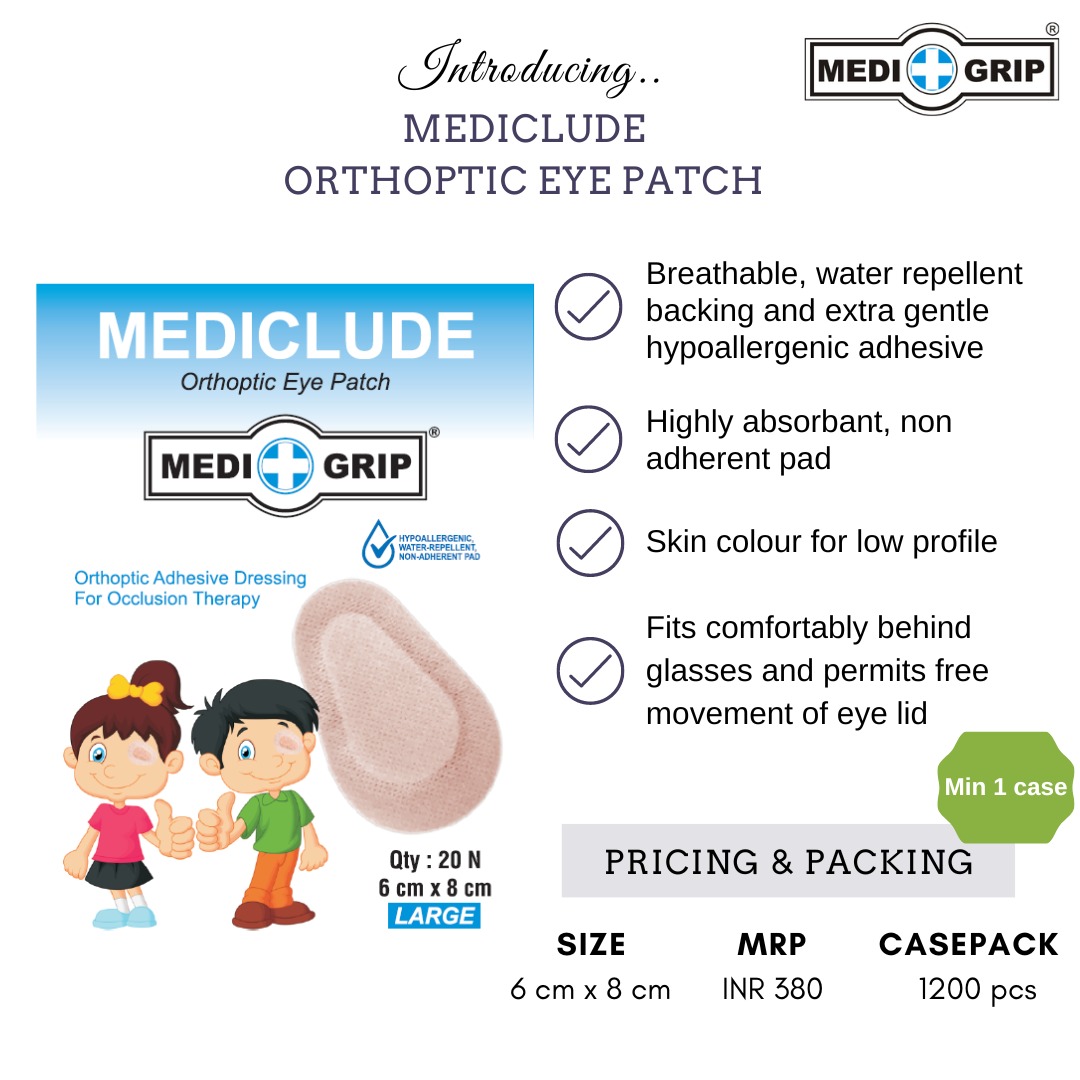 Introducing..
MEDICLUDE
ORTHOPTIC EYE PATCH
MEDI GRIP
®
MEDICLUDE
Orthoptic Eye Patch
MEDI GRIP
®
HYPOALLERGENIC,
WATER-REPELLENT,
NON-ADHERENT PAD
Orthoptic Adhesive Dressing
For Occlusion Therapy
Qty : 20 N
6 cm x 8 cm
LARGE
Breathable, water repellent
backing and extra gentle
hypoallergenic adhesive
Highly absorbant, non
adherent pad
Skin colour for low profile
Fits comfortably behind
glasses and permits free
movement of eye lid
Min 1 case
PRICING & PACKING
SIZE MRP CASEPACK
6 cm x 8 cm INR 380 1200 pcs